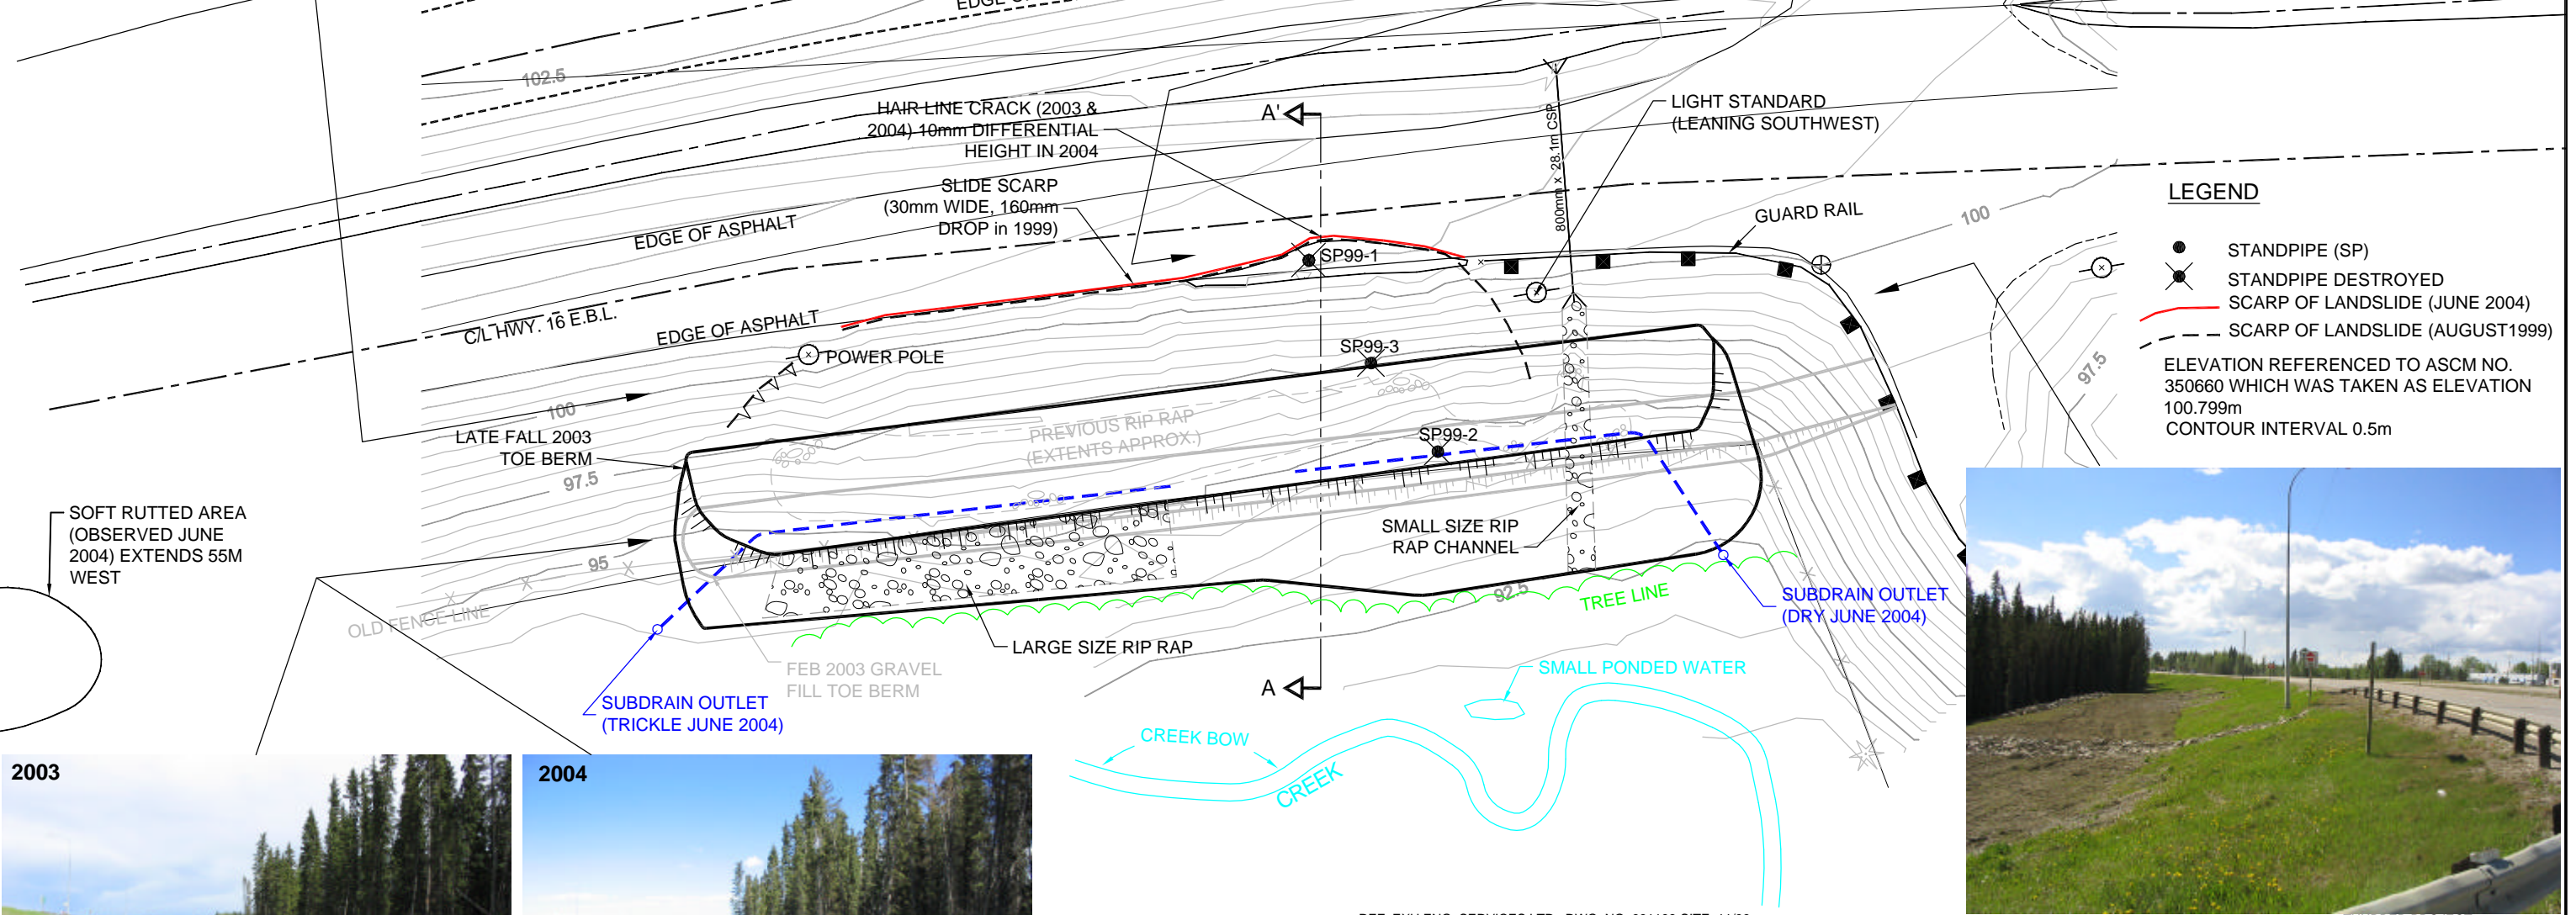 102.5
HAIR LINE CRACK (2003 &
2004) 10mm DIFFERENTIAL
HEIGHT IN 2004
A'
800mm x 28.1m CSP
LIGHT STANDARD
(LEANING SOUTHWEST)
SLIDE SCARP
(30mm WIDE, 160mm
DROP in 1999)
EDGE OF ASPHALT
GUARD RAIL
100
SP99-1
C/L HWY. 16 E.B.L.
EDGE OF ASPHALT
POWER POLE
SP99-3
97.5
LEGEND
STANDPIPE (SP)
STANDPIPE DESTROYED
SCARP OF LANDSLIDE (JUNE 2004)
SCARP OF LANDSLIDE (AUGUST1999)
ELEVATION REFERENCED TO ASCM NO.
350660 WHICH WAS TAKEN AS ELEVATION
100.799m
CONTOUR INTERVAL 0.5m
100
LATE FALL 2003
TOE BERM
PREVIOUS RIP RAP
(EXTENTS APPROX.)
SP99-2
97.5
SOFT RUTTED AREA
(OBSERVED JUNE
2004) EXTENDS 55M
WEST
SMALL SIZE RIP
RAP CHANNEL
95
92.5
TREE LINE
SUBDRAIN OUTLET
(DRY JUNE 2004)
OLD FENCE LINE
LARGE SIZE RIP RAP
FEB 2003 GRAVEL
FILL TOE BERM
SUBDRAIN OUTLET
(TRICKLE JUNE 2004)
A
SMALL PONDED WATER
CREEK BOW
CREEK
2003
2004